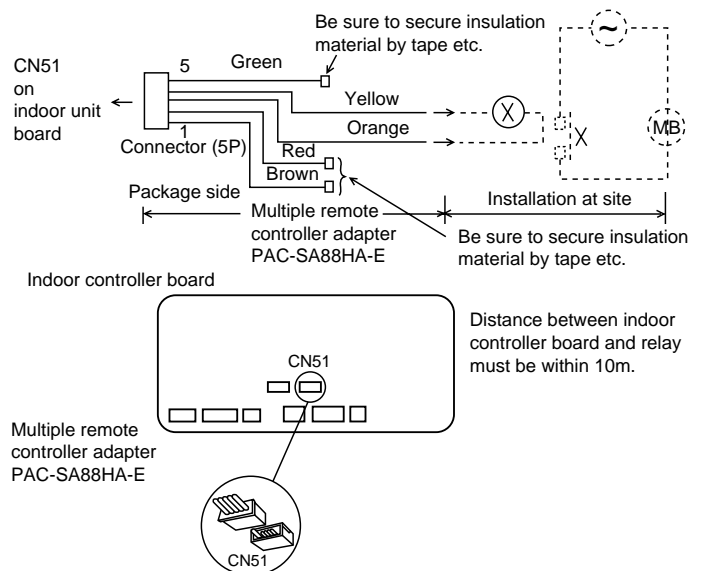 Be sure to secure insulation
material by tape etc.
CN51
on
indoor unit
board
5
Green
Yellow
Orange
1
Connector (5P)
Red
Brown
X
X
~
MB
Package side
Installation at site
Multiple remote
controller adapter
PAC-SA88HA-E
Be sure to secure insulation
material by tape etc.
Indoor controller board
Distance between indoor
controller board and relay
must be within 10m.
CN51
Multiple remote
controller adapter
PAC-SA88HA-E
CN51